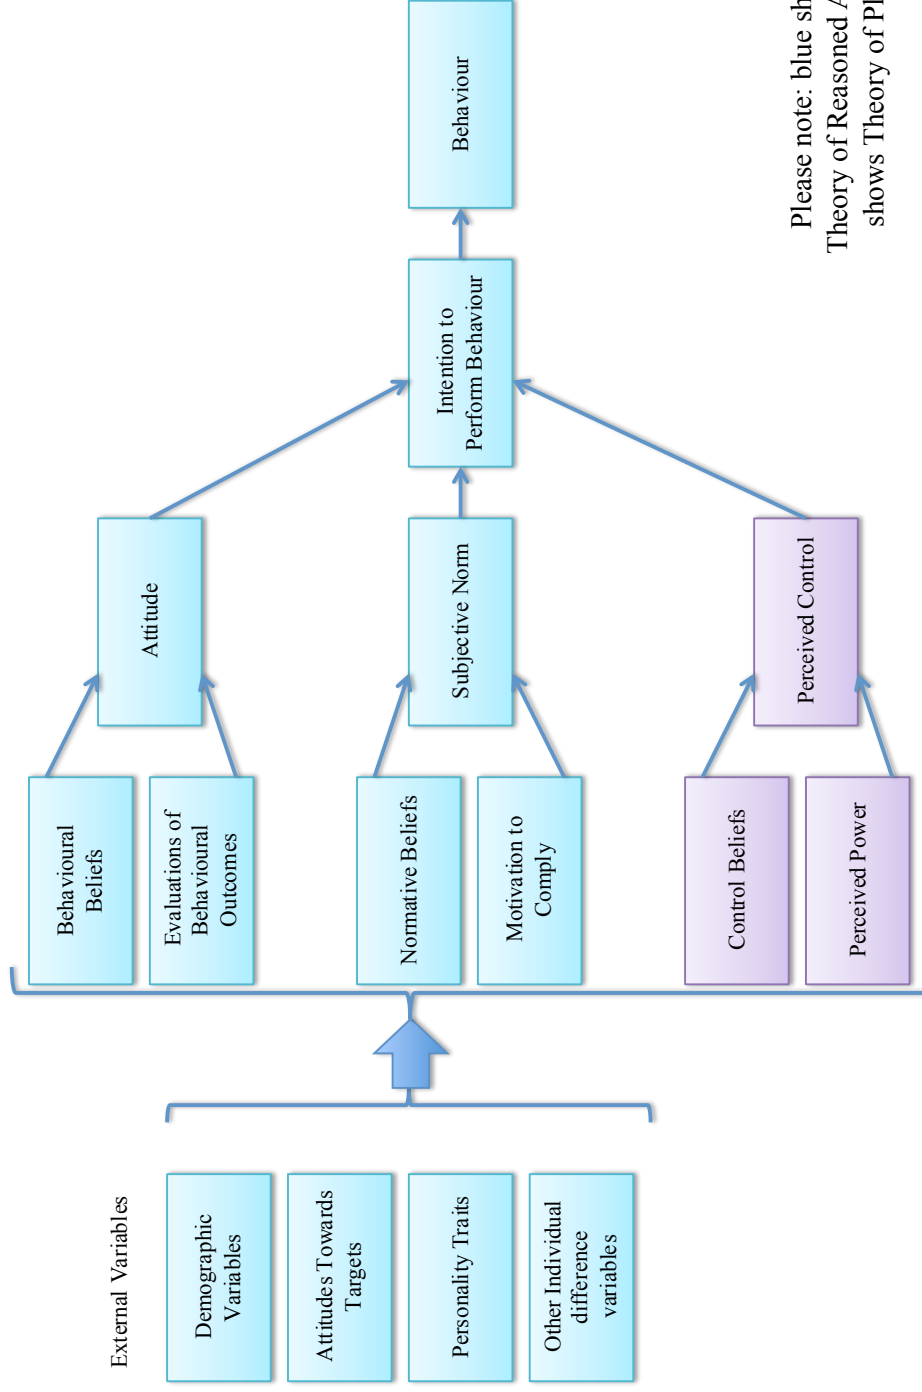 External Variables
Demographic
Variables
Attitudes Towards
Targets
Personality Traits
Other Individual
difference
variables
Behavioural
Beliefs
Evaluations of
Behavioural
Outcomes
Normative Beliefs
Motivation to
Comply
Control Beliefs
Perceived Power
Attitude
Subjective Norm
Perceived Control
Intention to
Perform Behaviour
Behaviour
Please note: blue
Theory of Reasoned
shows Theory of